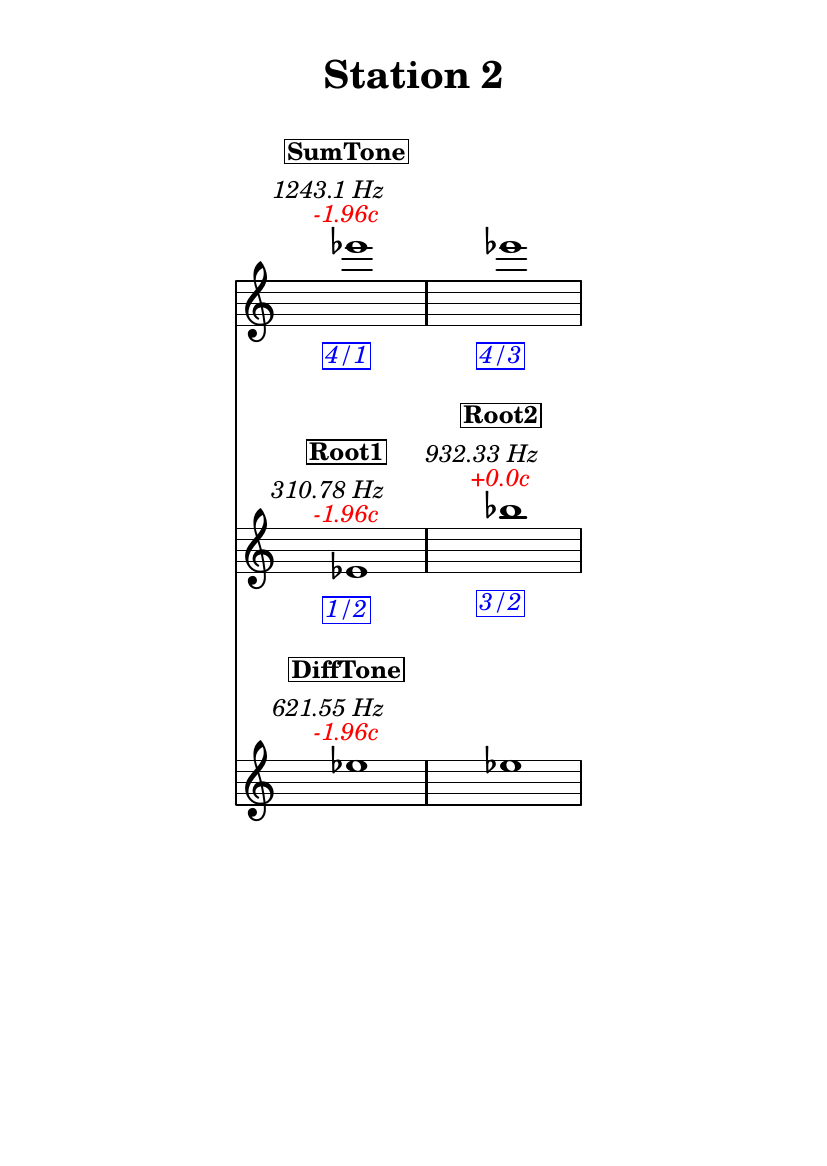 Station 2
SumTone
1243.1 Hz
-1.96c
4/1
4/3
Root2
932.33 Hz
+0.0c
Root1
310.78 Hz
-1.96c
1/2
3/2
DiffTone
621.55 Hz
-1.96c